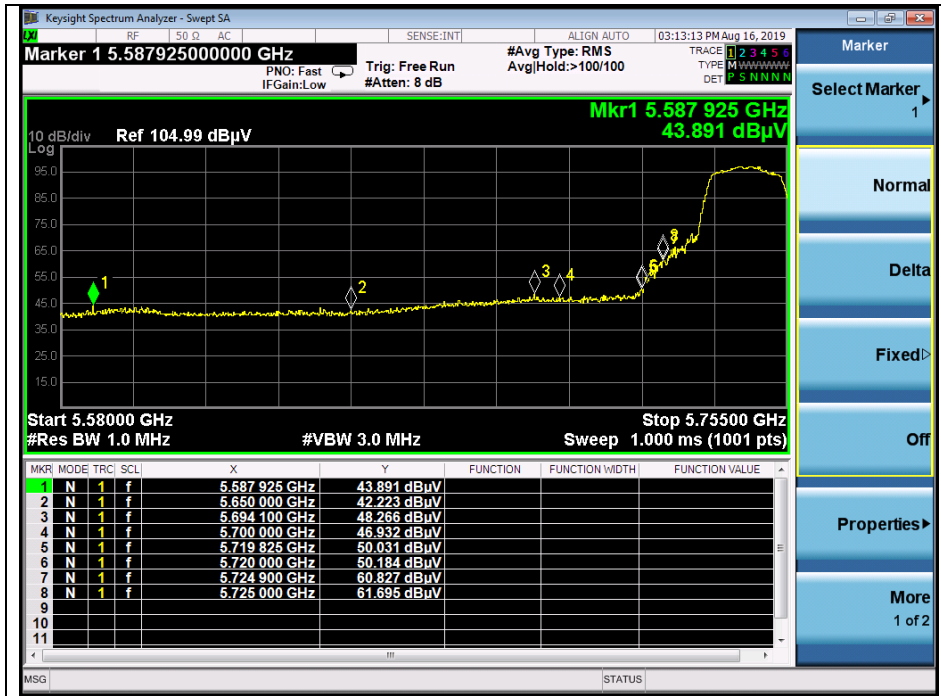 Keysight Spectrum Analyzer - Swept SA
LXI RF 50 Ω AC SENSE:INT ALIGN AUTO 03:13:13 PM Aug 16, 2019
Marker 1 5.587925000000 GHz
PNO: Fast
IFGain:Low
Trig: Free Run
#Atten: 8 dB
#Avg Type: RMS
Avg|Hold:>100/100
TRACE 1 2 3 4 5 6
TYPE M W W W W W
DET P S N N N N
Mkr1 5.587 925 GHz
43.891 dBµV
10 dB/div Ref 104.99 dBµV
Log
95.0
85.0
75.0
65.0
55.0
45.0
35.0
25.0
15.0
1
2
3
4
6
Start 5.58000 GHz Stop 5.75500 GHz
#Res BW 1.0 MHz #VBW 3.0 MHz Sweep 1.000 ms (1001 pts)
MKR MODE TRC SCL X Y FUNCTION FUNCTION WIDTH FUNCTION VALUE
1 N 1 f 5.587 925 GHz 43.891 dBµV
2 N 1 f 5.650 000 GHz 42.223 dBµV
3 N 1 f 5.694 100 GHz 48.266 dBµV
4 N 1 f 5.700 000 GHz 46.932 dBµV
5 N 1 f 5.719 825 GHz 50.031 dBµV
6 N 1 f 5.720 000 GHz 50.184 dBµV
7 N 1 f 5.724 900 GHz 60.827 dBµV
8 N 1 f 5.725 000 GHz 61.695 dBµV
9
10
11
MSG STATUS
Marker
Select Marker
1
Normal
Delta
Fixed
Off
Properties
More
1 of 2